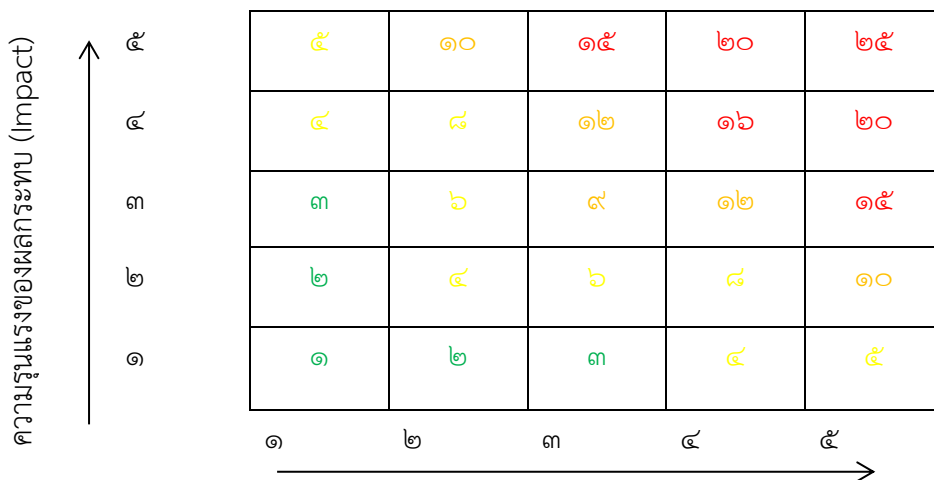 ความรุนแรงของผลกระทบ (Impact)
๕ ๕ ๑๐ ๑๕ ๒๐ ๒๕
๔ ๔ ๘ ๑๒ ๑๖ ๒๐
๓ ๓ ๖ ๙ ๑๒ ๑๕
๒ ๒ ๔ ๖ ๘ ๑๐
๑ ๑ ๒ ๓ ๔ ๕
๑ ๒ ๓ ๔ ๕